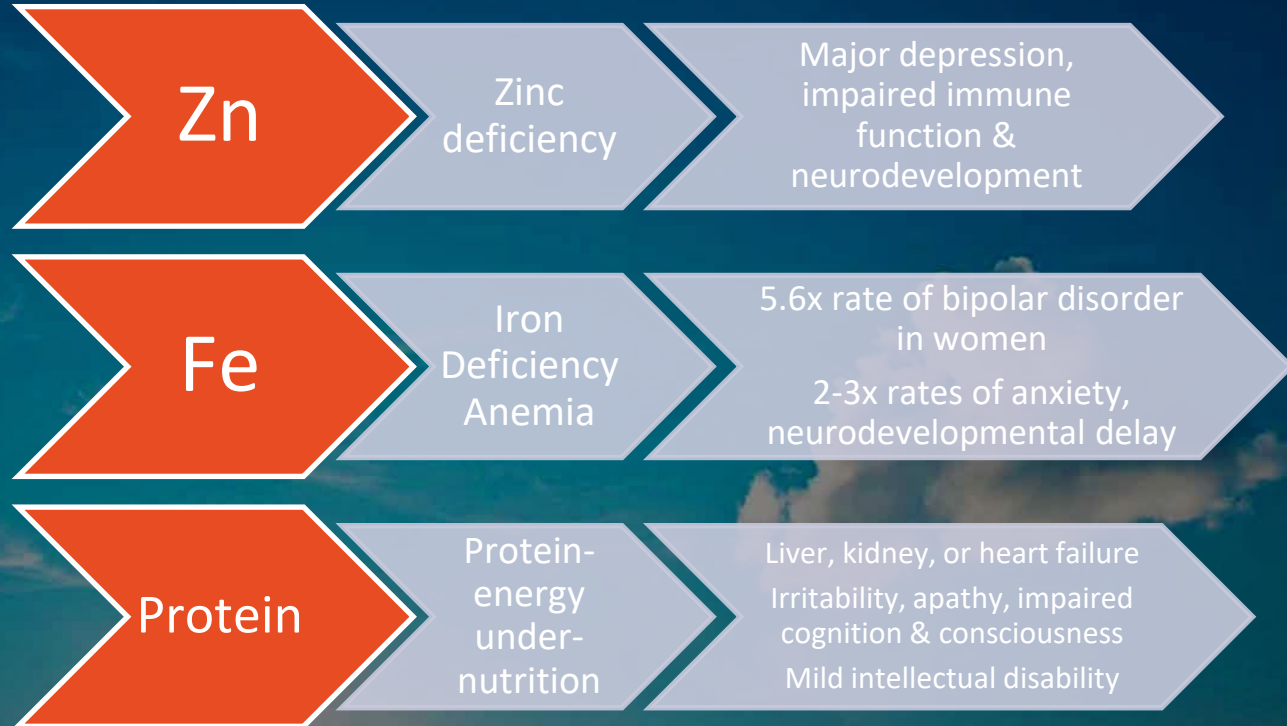 Zn
Zinc
deficiency
Major depression,
impaired immune
function &
neurodevelopment
Fe
Iron
Deficiency
Anemia
5.6x rate of bipolar disorder
in women
2-3x rates of anxiety,
neurodevelopmental delay
Protein
Protein-
energy
under-
nutrition
Liver, kidney, or heart failure
Irritability, apathy, impaired
cognition & consciousness
Mild intellectual disability